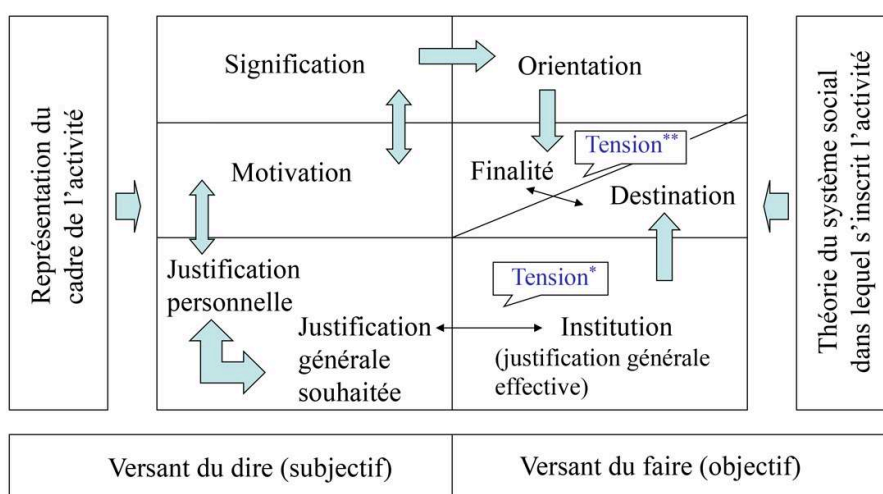 Représentation du
cadre de l’activité
Signification
Orientation
Motivation
Tension**
Finalité
Destination
Justification
personnelle
Tension*
Justification
générale
souhaitée
Institution
(justification générale
effective)
Théorie du système social
dans lequel s’inscrit l’activité
Versant du dire (subjectif)
Versant du faire (objectif)